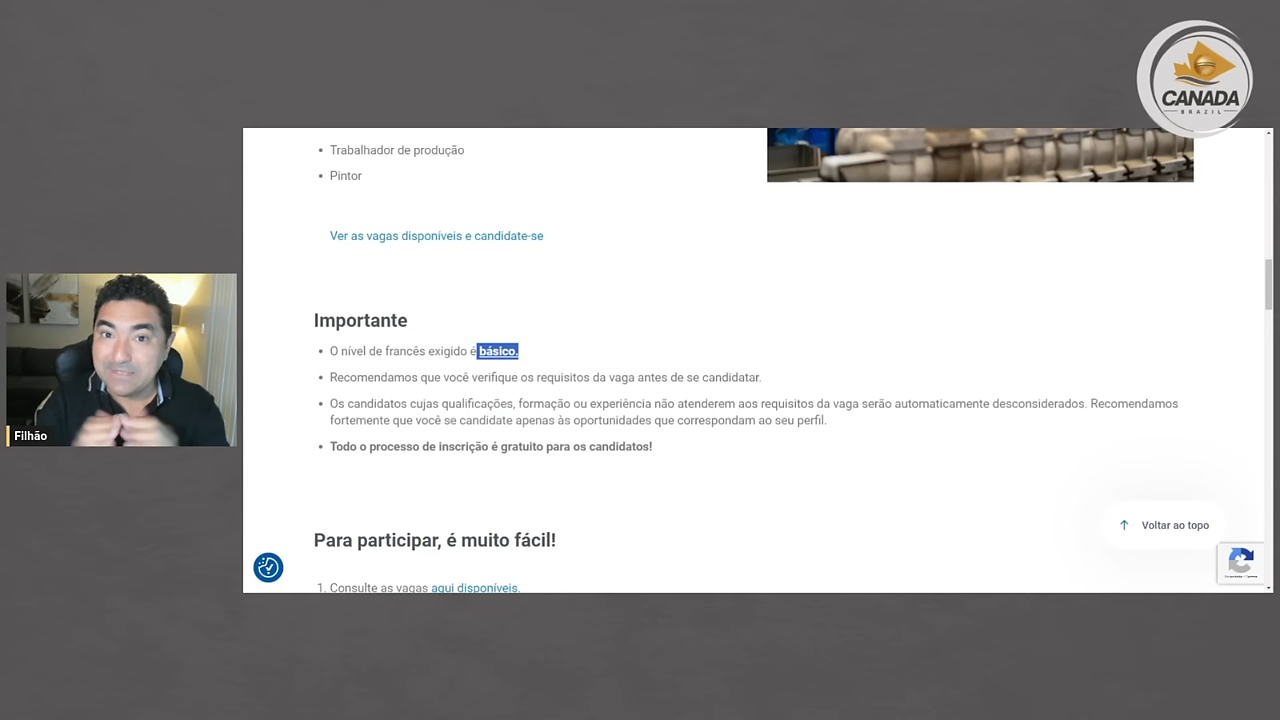 CANADA
BRAZIL
Trabalhador de produção
Pintor
Ver as vagas disponíveis e candidate-se
Importante
O nível de francês exigido é básico.
Recomendamos que você verifique os requisitos da vaga antes de se candidatar.
Os candidatos cujas qualificações, formação ou experiência não atenderem aos requisitos da vaga serão automaticamente desconsiderados. Recomendamos
fortemente que você se candidate apenas às oportunidades que correspondam ao seu perfil.
Todo o processo de inscrição é gratuito para os candidatos!
Filhão
Voltar ao topo
Para participar, é muito fácil!
1. Consulte as vagas aqui disponíveis.